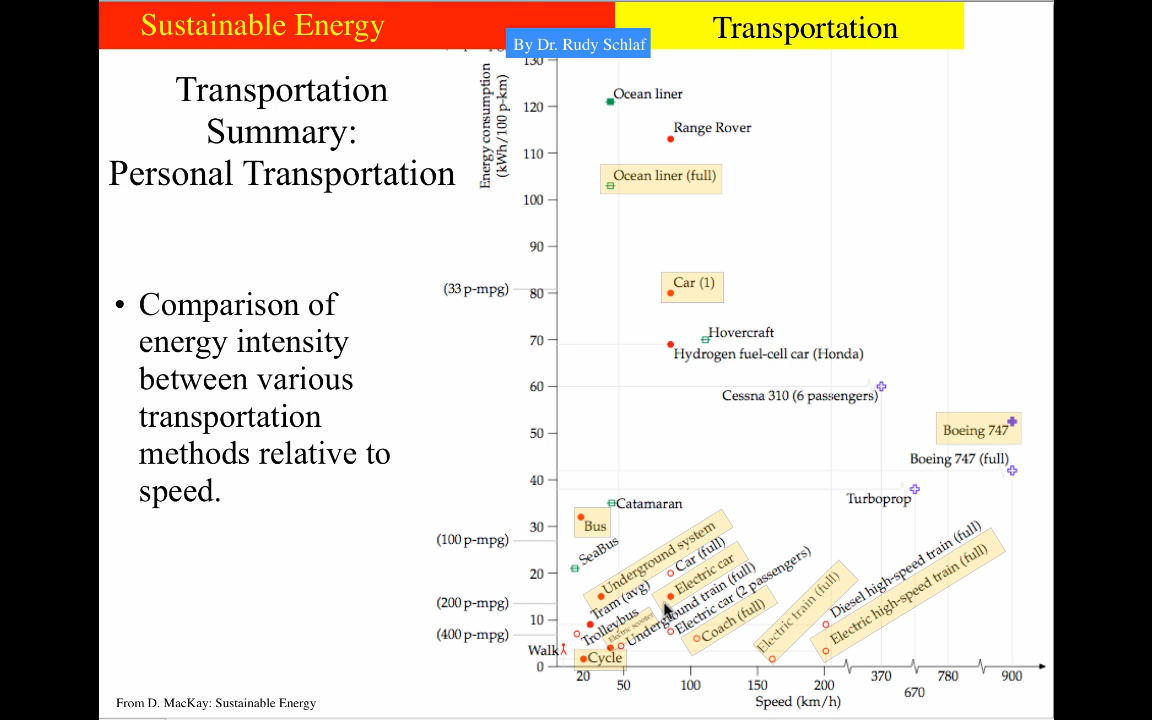 Sustainable Energy
Transportation
By Dr. Rudy Schlaf
Transportation
Summary:
Personal Transportation
• Comparison of
energy intensity
between various
transportation
methods relative to
speed.
From D. MacKay: Sustainable Energy
Energy consumption
(kWh/100 p-km)
130
120
110
100
90
80
70
60
50
40
30
20
10
0
(33 p-mpg)
(100 p-mpg)
(200 p-mpg)
(400 p-mpg)
Ocean liner
Range Rover
Ocean liner (full)
Car (1)
Hovercraft
Hydrogen fuel-cell car (Honda)
Cessna 310 (6 passengers)
Boeing 747
Boeing 747 (full)
Turboprop
Catamaran
Bus
SeaBus
Underground system
Car (full)
Electric car
Tram (avg)
Trolleybus
Electric scooter
Underground train (full)
Electric car (2 passengers)
Coach (full)
Electric train (full)
Diesel high-speed train (full)
Electric high-speed train (full)
Walk
Cycle
20
50
100
150
200
370
670
780
900
Speed (km/h)